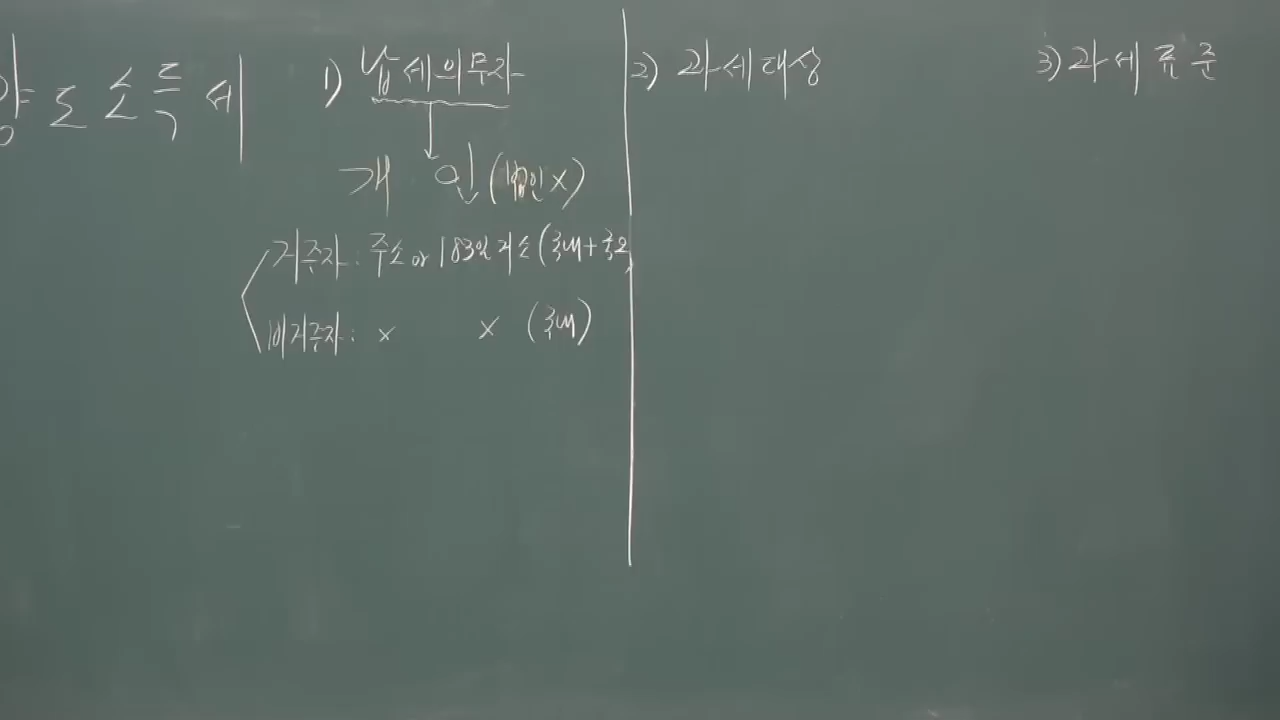 양도소득세
1) 납세의무자
개인 (법인 x)
거주자 : 주소 or 183일 거소 (국내+국외
비거주자 : x x (국내)
2) 과세대상
3) 과세표준